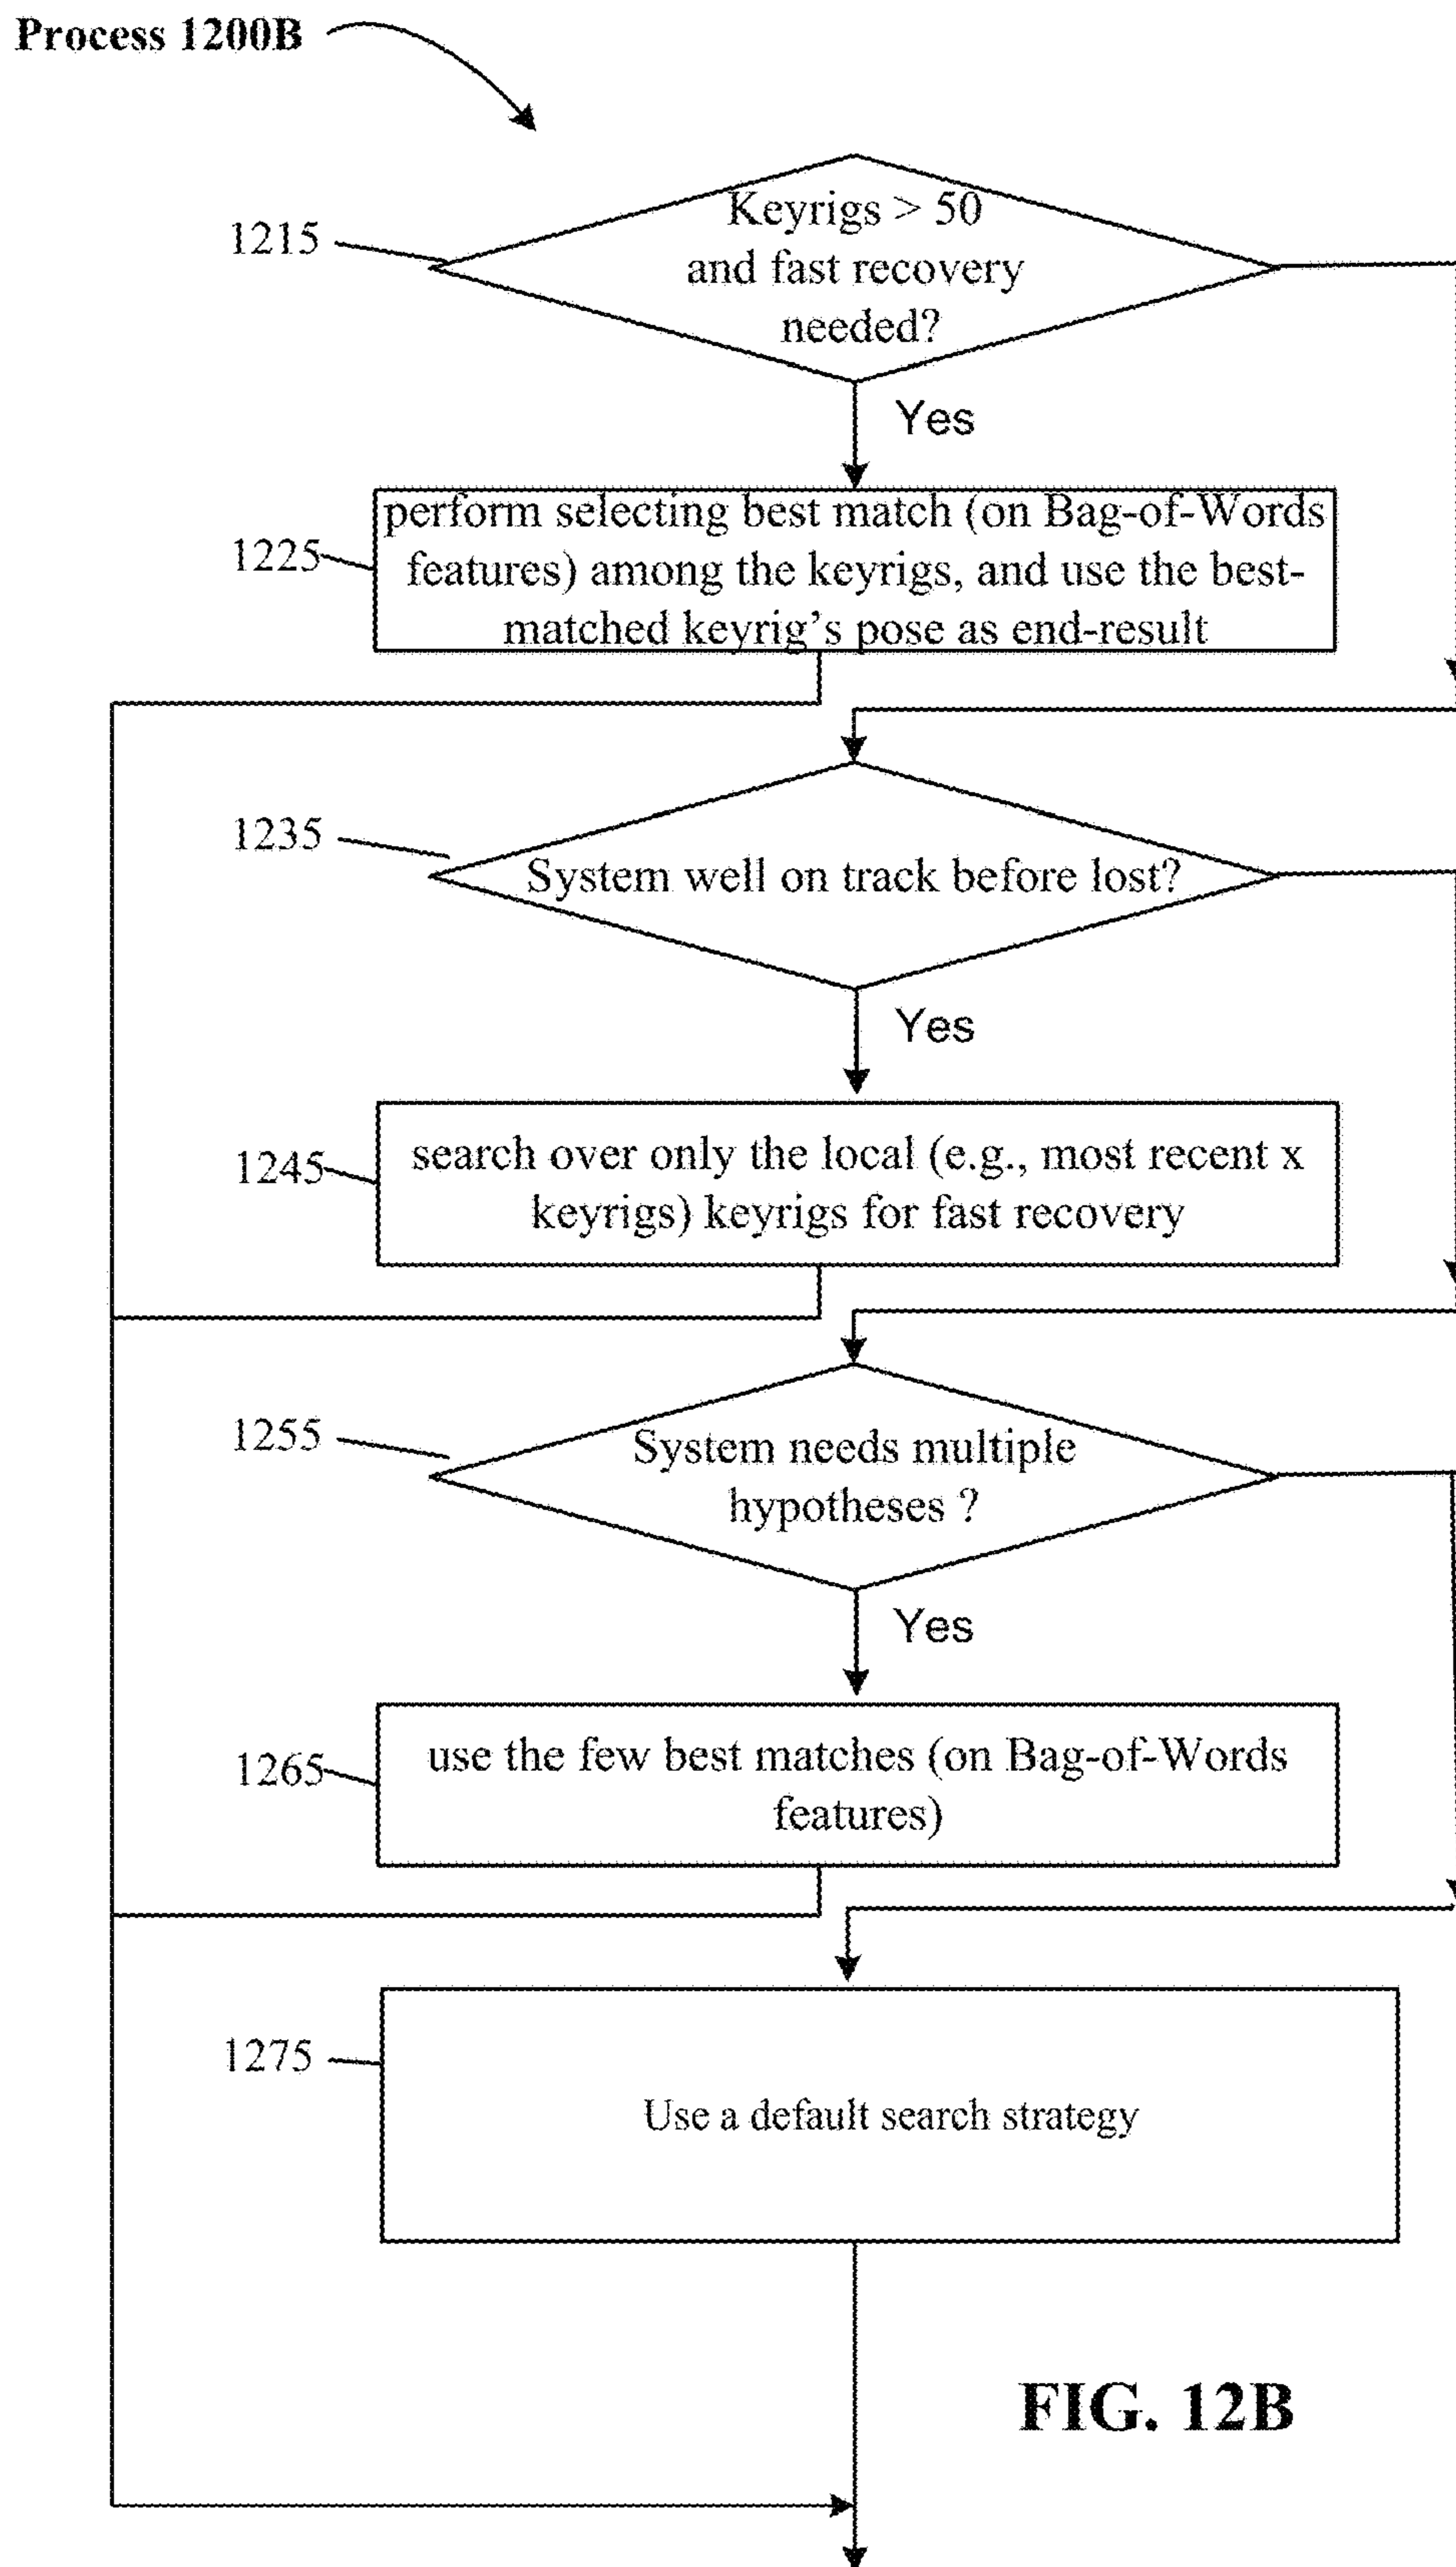 Process 1200B
Keyrigs > 50
and fast recovery
needed?
1215
Yes
perform selecting best match (on Bag-of-Words
features) among the keyrigs, and use the best-
matched keyrig's pose as end-result
1225
System well on track before lost?
1235
Yes
search over only the local (e.g., most recent x
keyrigs) keyrigs for fast recovery
1245
System needs multiple
hypotheses ?
1255
Yes
use the few best matches (on Bag-of-Words
features)
1265
Use a default search strategy
1275
FIG. 12B